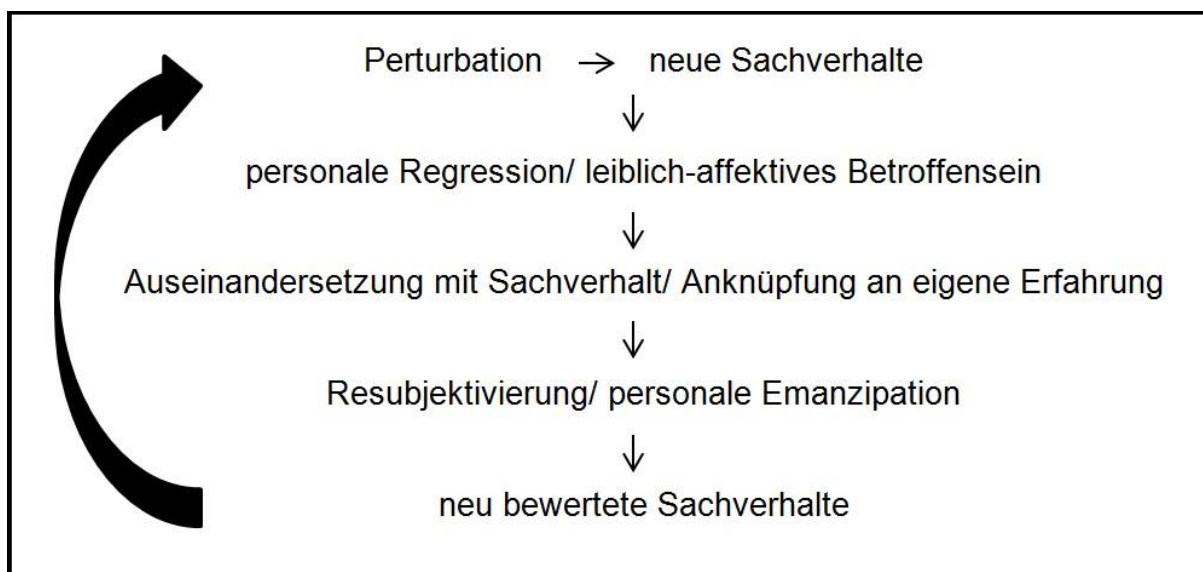 Perturbation → neue Sachverhalte
personale Regression/ leiblich-affektives Betroffensein
Auseinandersetzung mit Sachverhalt/ Anknüpfung an eigene Erfahrung
Resubjektivierung/ personale Emanzipation
neu bewertete Sachverhalte